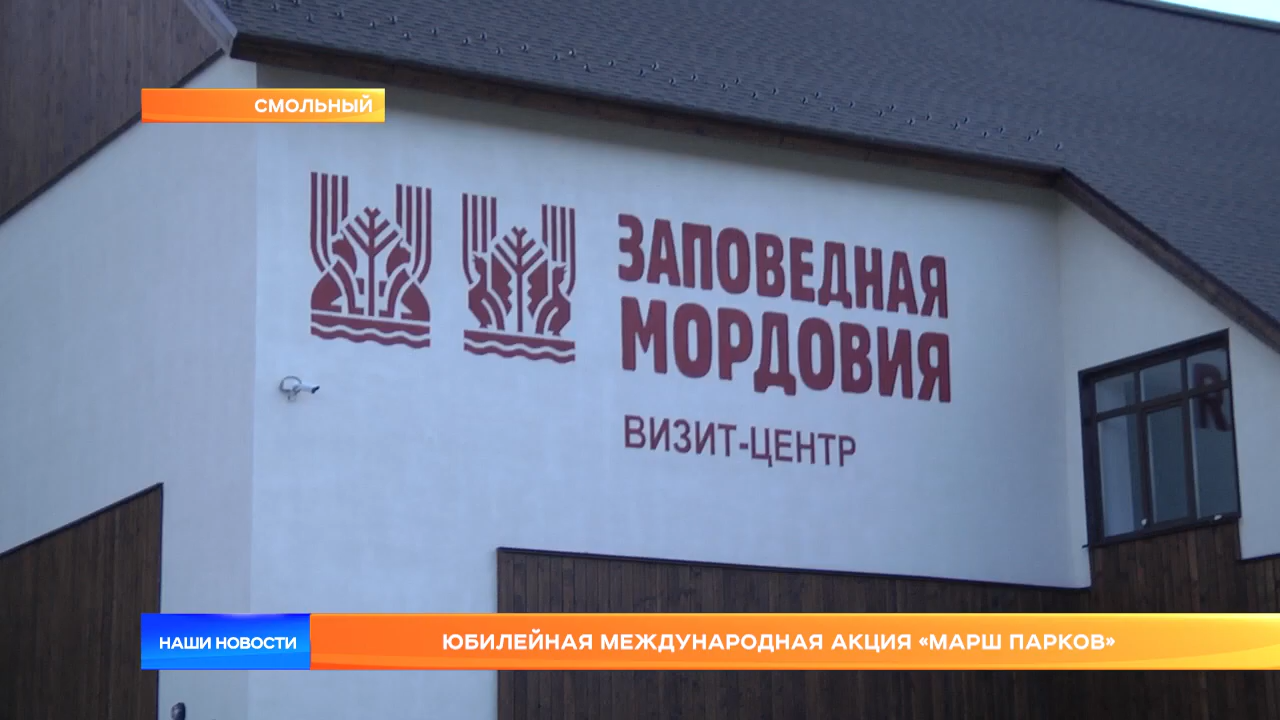 СМОЛЬНЫЙ
ЗАПОВЕДНАЯ
МОРДОВИЯ
ВИЗИТ-ЦЕНТР
R
НАШИ НОВОСТИ
ЮБИЛЕЙНАЯ МЕЖДУНАРОДНАЯ АКЦИЯ «МАРШ ПАРКОВ»